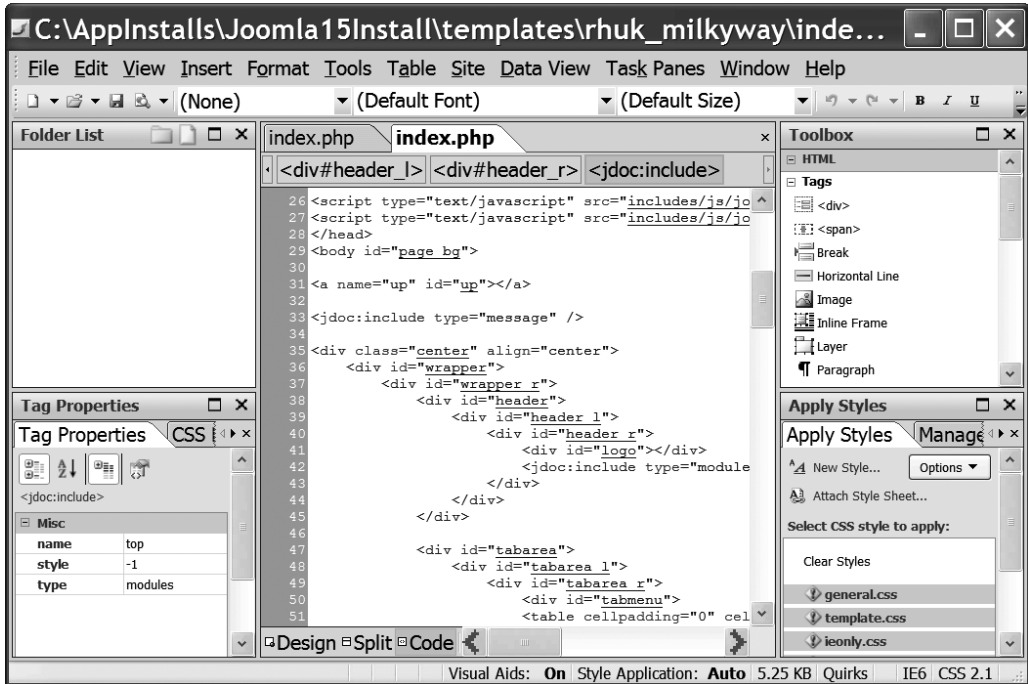 C:\AppInstalls\Joomla15Install\templates\rhuk_milkyway\inde...
File Edit View Insert Format Tools Table Site Data View Task Panes Window Help
(None) (Default Font) (Default Size) B I U
Folder List
index.php index.php
<div#header_l> <div#header_r> <jdoc:include>
26 <script type="text/javascript" src="includes/js/jo
27 <script type="text/javascript" src="includes/js/jo
28 </head>
29 <body id="page_bg">
30
31 <a name="up" id="up"></a>
32
33 <jdoc:include type="message" />
34
35 <div class="center" align="center">
36 <div id="wrapper">
37 <div id="wrapper_r">
38 <div id="header">
39 <div id="header_l">
40 <div id="header_r">
41 <div id="logo"></div>
42 <jdoc:include type="module
43 </div>
44 </div>
45 </div>
46
47 <div id="tabarea">
48 <div id="tabarea_l">
49 <div id="tabarea_r">
50 <div id="tabmenu">
51 <table cellpadding="0" cel
Design Split Code
Toolbox
HTML
Tags
<div>
<span>
Break
Horizontal Line
Image
Inline Frame
Layer
Paragraph
Tag Properties
Tag Properties CSS
<jdoc:include>
Misc
name top
style -1
type modules
Apply Styles
Apply Styles Manage
New Style... Options
Attach Style Sheet...
Select CSS style to apply:
Clear Styles
general.css
template.css
ieonly.css
Visual Aids: On Style Application: Auto 5.25 KB Quirks IE6 CSS 2.1